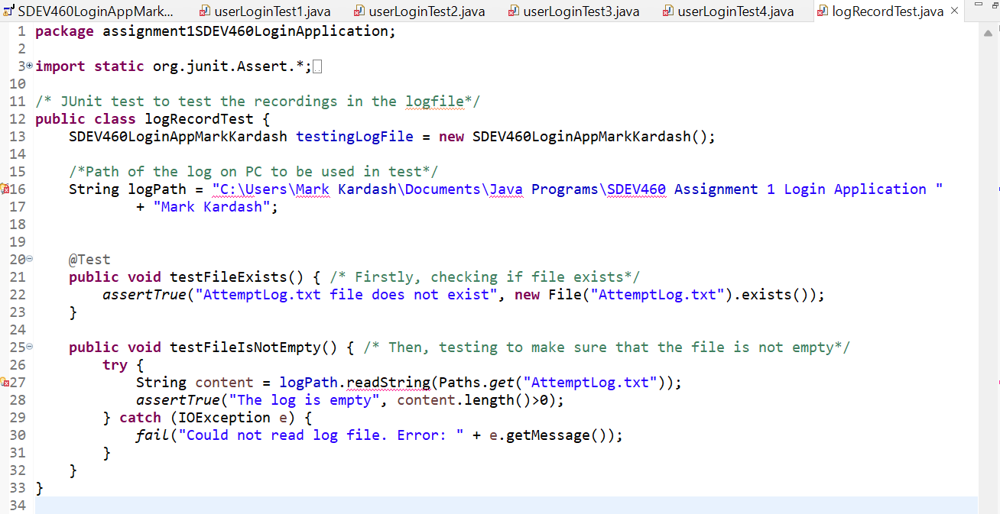 SDEV460LoginAppMark... userLoginTest1.java userLoginTest2.java userLoginTest3.java userLoginTest4.java logRecordTest.java
1 package assignment1SDEV460LoginApplication;
2
3 import static org.junit.Assert.*;
10
11 /* JUnit test to test the recordings in the logfile*/
12 public class logRecordTest {
13     SDEV460LoginAppMarkKardash testingLogFile = new SDEV460LoginAppMarkKardash();
14
15     /*Path of the log on PC to be used in test*/
16     String logPath = "C:\Users\Mark Kardash\Documents\Java Programs\SDEV460 Assignment 1 Login Application "
17             + "Mark Kardash";
18
19
20     @Test
21     public void testFileExists() { /* Firstly, checking if file exists*/
22         assertTrue("AttemptLog.txt file does not exist", new File("AttemptLog.txt").exists());
23     }
24
25     public void testFileIsNotEmpty() { /* Then, testing to make sure that the file is not empty*/
26         try {
27             String content = logPath.readString(Paths.get("AttemptLog.txt"));
28             assertTrue("The log is empty", content.length()>0);
29         } catch (IOException e) {
30             fail("Could not read log file. Error: " + e.getMessage());
31         }
32     }
33 }
34